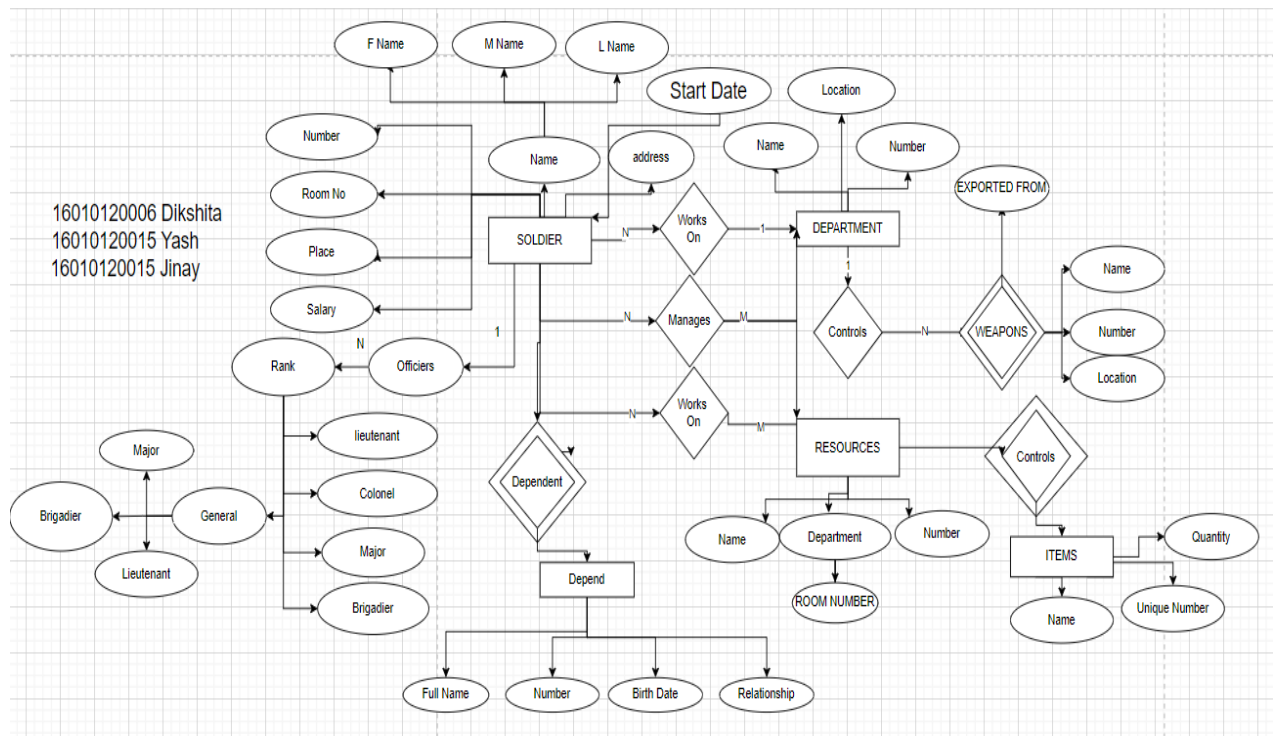 F Name
M Name
L Name
Start Date
Location
Number
Name
address
Name
Number
Room No
EXPORTED FROM
16010120006 Dikshita
16010120015 Yash
16010120015 Jinay
SOLDIER
N
Works
On
1
DEPARTMENT
Place
1
Name
Salary
N
Manages
M
Controls
N
WEAPONS
Number
1
N
Rank
Officiers
Location
N
Works
On
M
lieutenant
RESOURCES
Controls
Major
Dependent
Colonel
Brigadier
General
Name
Department
Number
Quantity
Major
ITEMS
Lieutenant
Depend
ROOM NUMBER
Brigadier
Name
Unique Number
Full Name
Number
Birth Date
Relationship